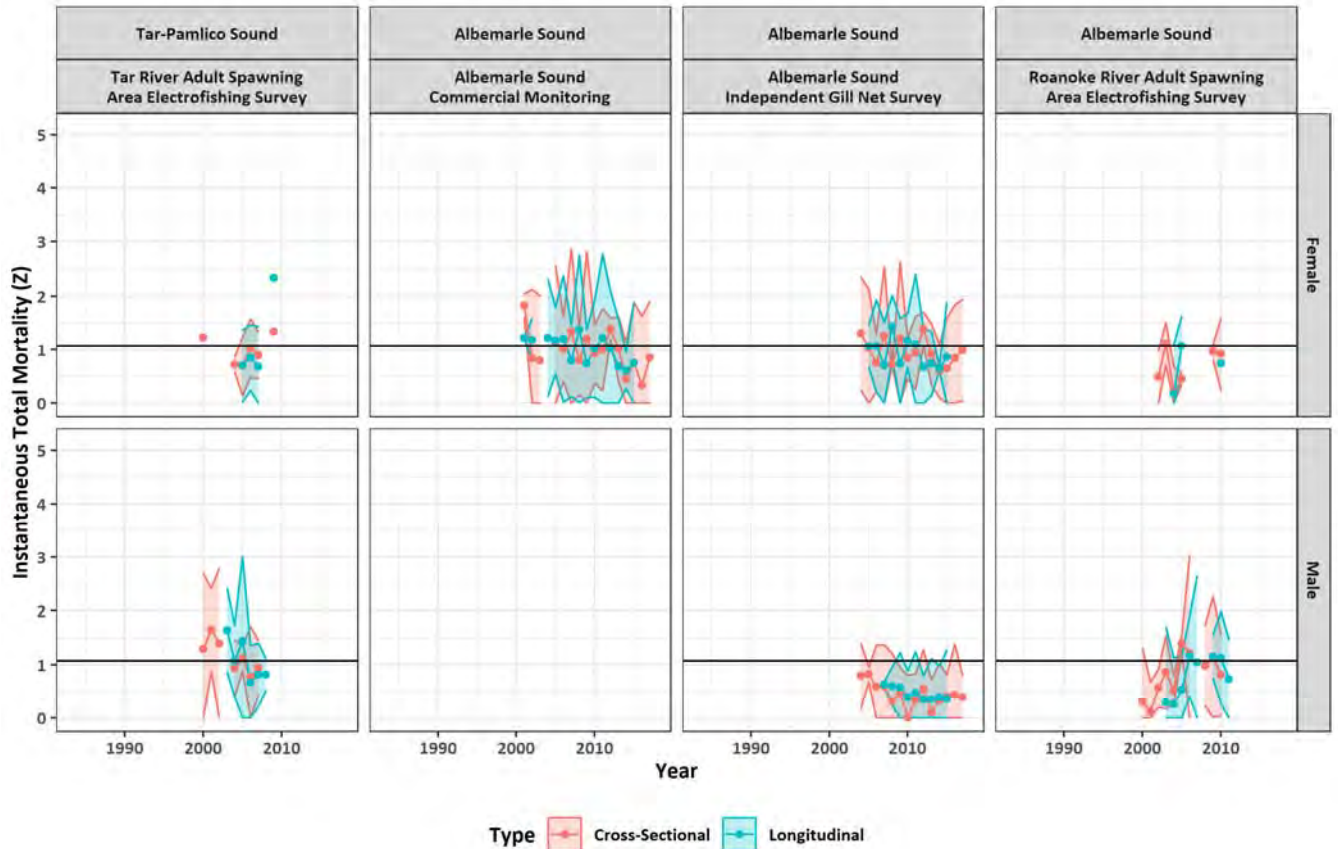 Tar-Pamlico Sound
Albemarle Sound
Albemarle Sound
Albemarle Sound
Tar River Adult Spawning
Area Electrofishing Survey
Albemarle Sound
Commercial Monitoring
Albemarle Sound
Independent Gill Net Survey
Roanoke River Adult Spawning
Area Electrofishing Survey
Instantaneous Total Mortality (Z)
5
4
3
2
1
0
Female
5
4
3
2
1
0
Male
1990
2000
2010
1990
2000
2010
1990
2000
2010
1990
2000
2010
Year
Type
Cross-Sectional
Longitudinal